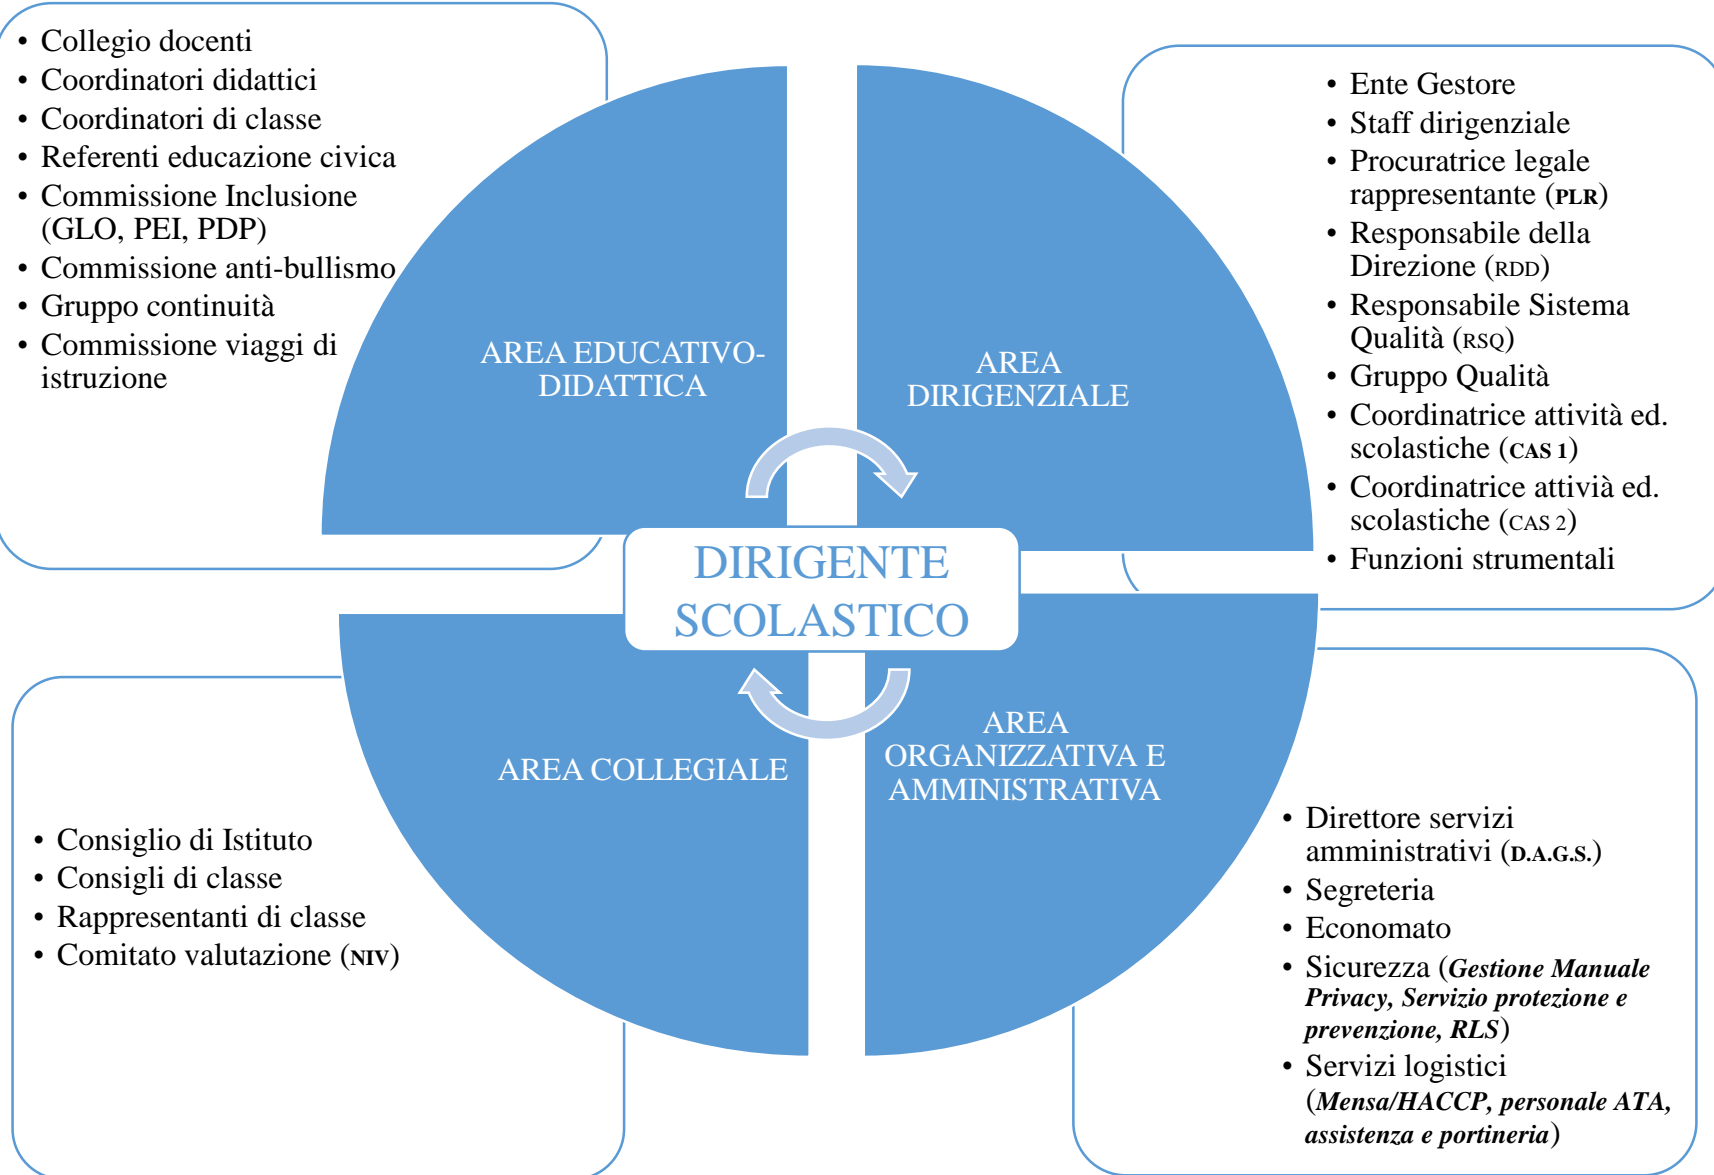 • Collegio docenti
• Coordinatori didattici
• Coordinatori di classe
• Referenti educazione civica
• Commissione Inclusione
(GLO, PEI, PDP)
• Commissione anti-bullismo
• Gruppo continuità
• Commissione viaggi di
istruzione
AREA EDUCATIVO-
DIDATTICA
• Ente Gestore
• Staff dirigenziale
• Procuratrice legale
rappresentante (PLR)
• Responsabile della
Direzione (RDD)
• Responsabile Sistema
Qualità (RSQ)
• Gruppo Qualità
• Coordinatrice attività ed.
scolastiche (CAS 1)
• Coordinatrice attivià ed.
scolastiche (CAS 2)
• Funzioni strumentali
AREA
DIRIGENZIALE
DIRIGENTE
SCOLASTICO
AREA COLLEGIALE
• Consiglio di Istituto
• Consigli di classe
• Rappresentanti di classe
• Comitato valutazione (NIV)
AREA
ORGANIZZATIVA E
AMMINISTRATIVA
• Direttore servizi
amministrativi (D.A.G.S.)
• Segreteria
• Economato
• Sicurezza (Gestione Manuale
Privacy, Servizio protezione e
prevenzione, RLS)
• Servizi logistici
(Mensa/HACCP, personale ATA,
assistenza e portineria)